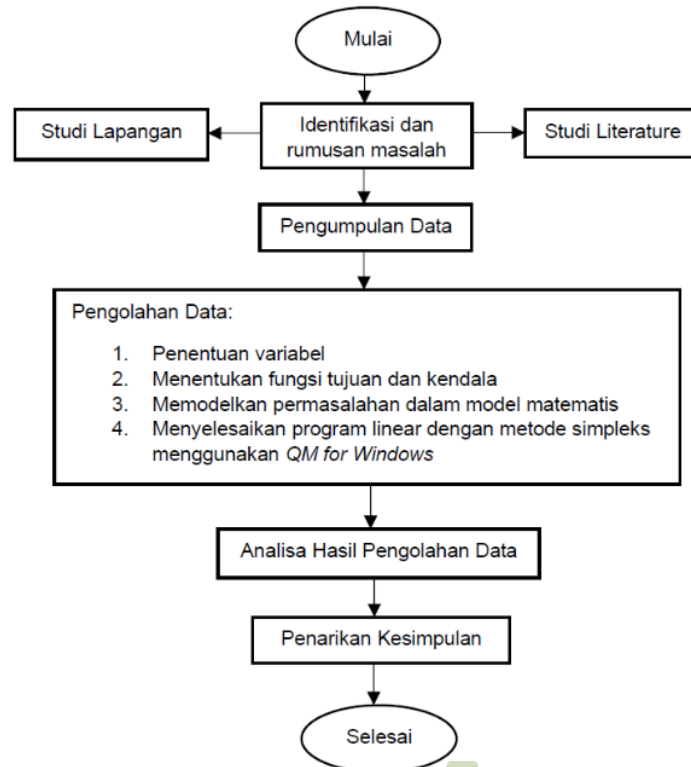 Mulai
Studi Lapangan
Identifikasi dan
rumusan masalah
Studi Literature
Pengumpulan Data
Pengolahan Data:
1. Penentuan variabel
2. Menentukan fungsi tujuan dan kendala
3. Memodelkan permasalahan dalam model matematis
4. Menyelesaikan program linear dengan metode simpleks
menggunakan QM for Windows
Analisa Hasil Pengolahan Data
Penarikan Kesimpulan
Selesai